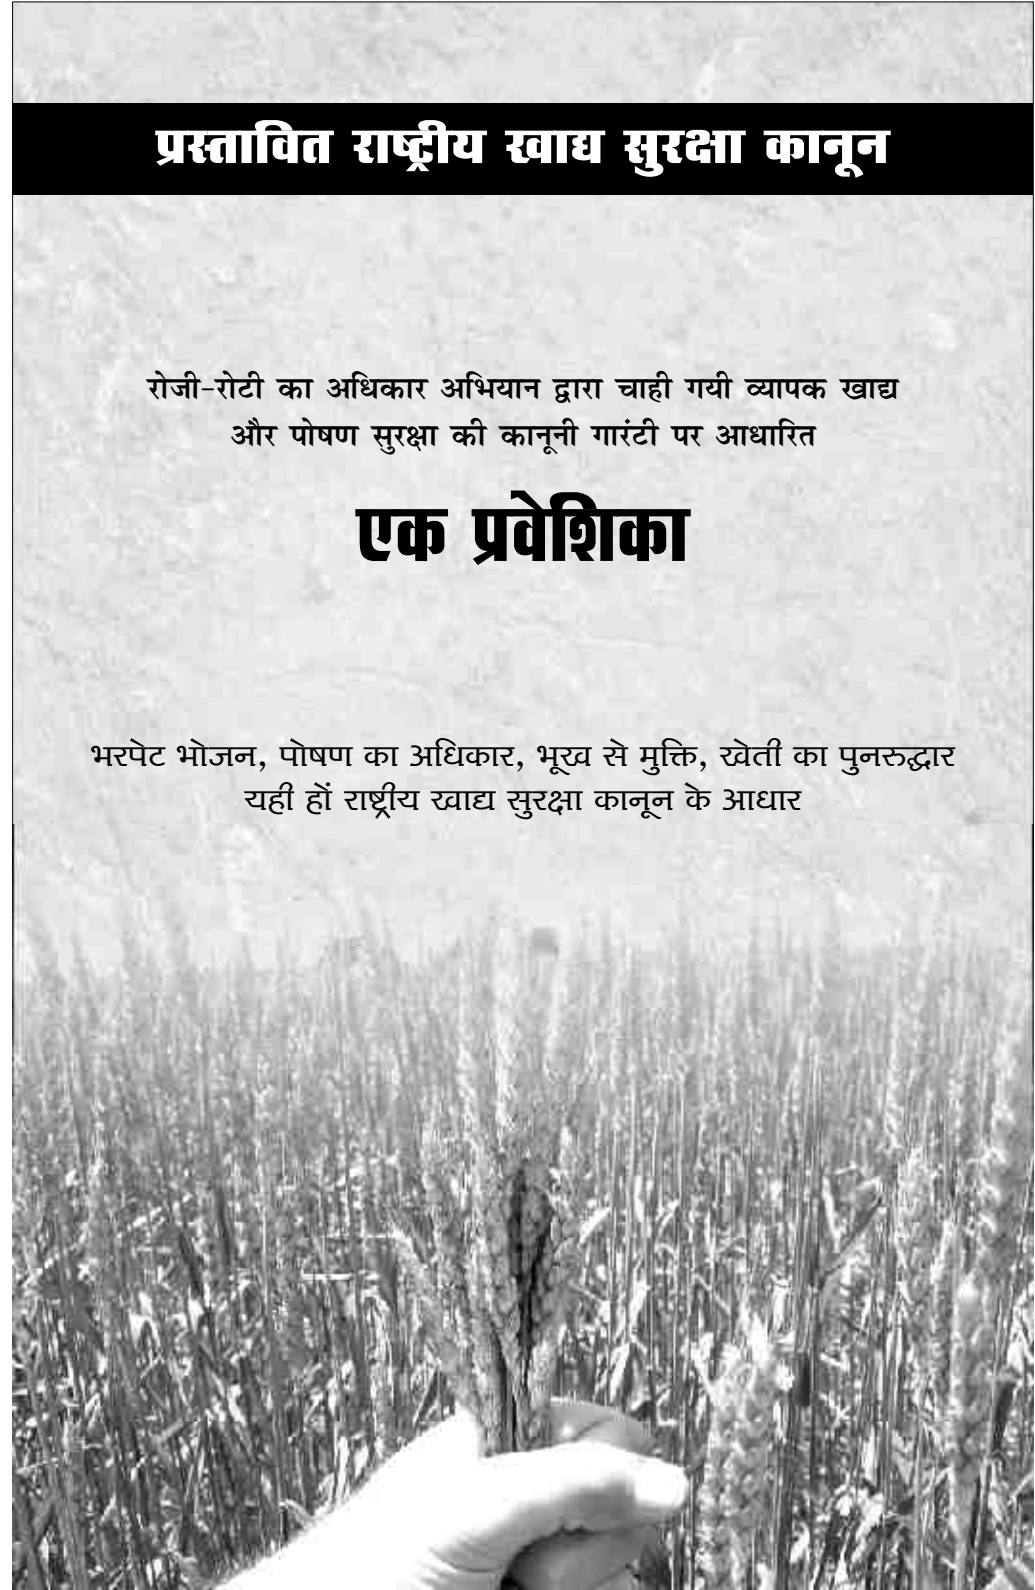 प्रस्तावित राष्ट्रीय खाद्य सुरक्षा कानून
रोजी-रोटी का अधिकार अभियान द्वारा चाही गयी व्यापक खाद्य
और पोषण सुरक्षा की कानूनी गारंटी पर आधारित
एक प्रवेशिका
भरपेट भोजन, पोषण का अधिकार, भूख से मुक्ति, खेती का पुनरुद्धार
यही हों राष्ट्रीय खाद्य सुरक्षा कानून के आधार